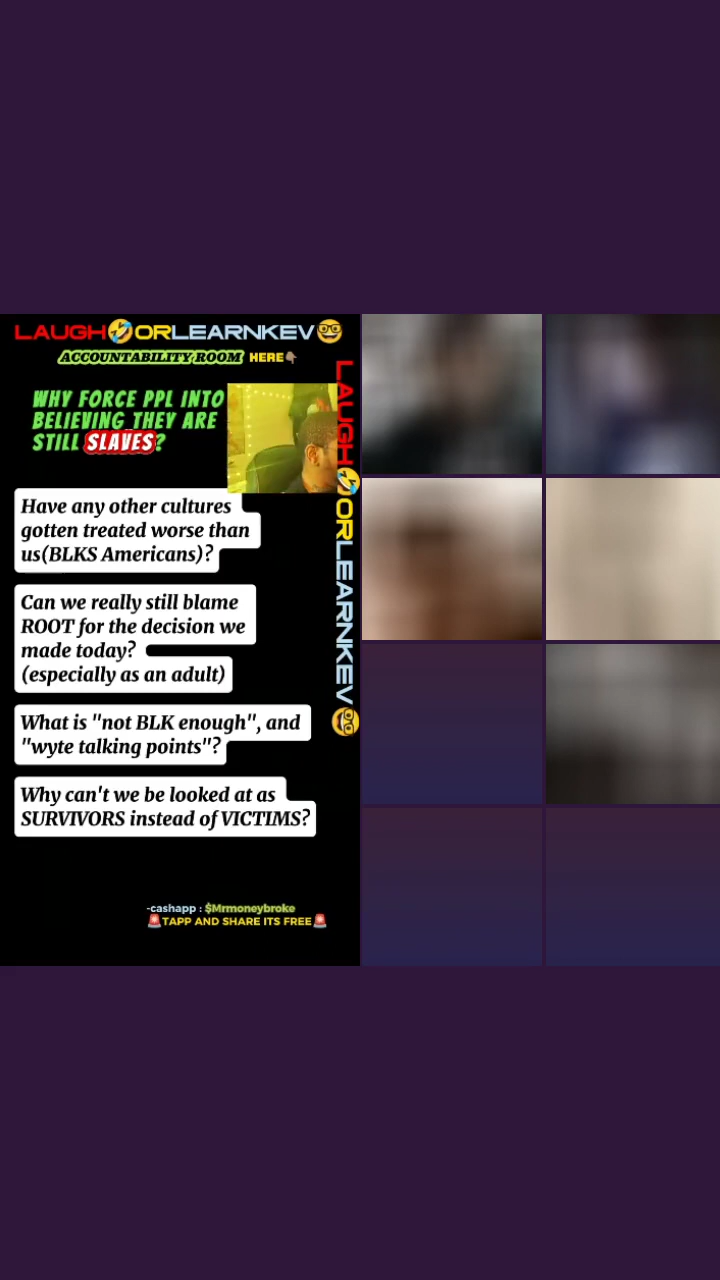 LAUGH🤣ORLEARNKEV🤓
ACCOUNTABILITY ROOM HERE👇🏽
WHY FORCE PPL INTO
BELIEVING THEY ARE
STILL SLAVES?
Have any other cultures
gotten treated worse than
us(BLKS Americans)?
Can we really still blame
ROOT for the decision we
made today?
(especially as an adult)
What is "not BLK enough", and
"wyte talking points"?
Why can't we be looked at as
SURVIVORS instead of VICTIMS?
-cashapp : $Mrmoneybroke
🚨TAPP AND SHARE ITS FREE🚨
LAUGH🤣ORLEARNKEV🤓